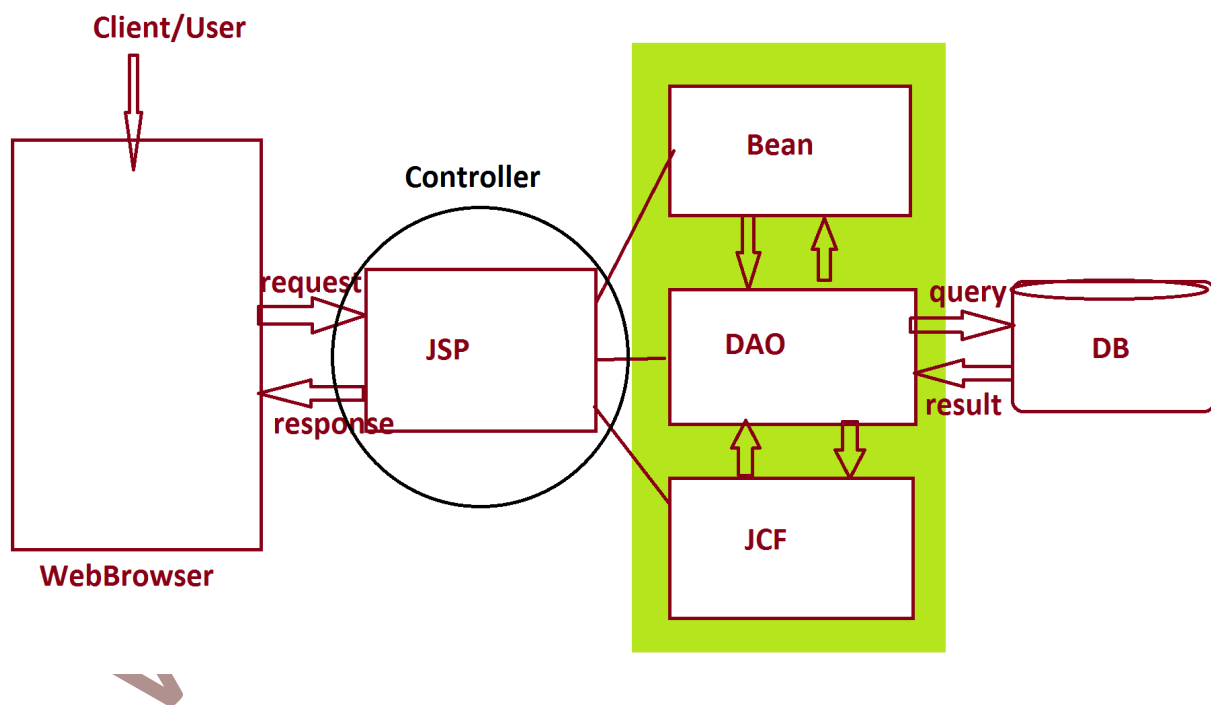 Client/User
Controller
Bean
request
JSP
response
DAO
query
DB
result
JCF
WebBrowser